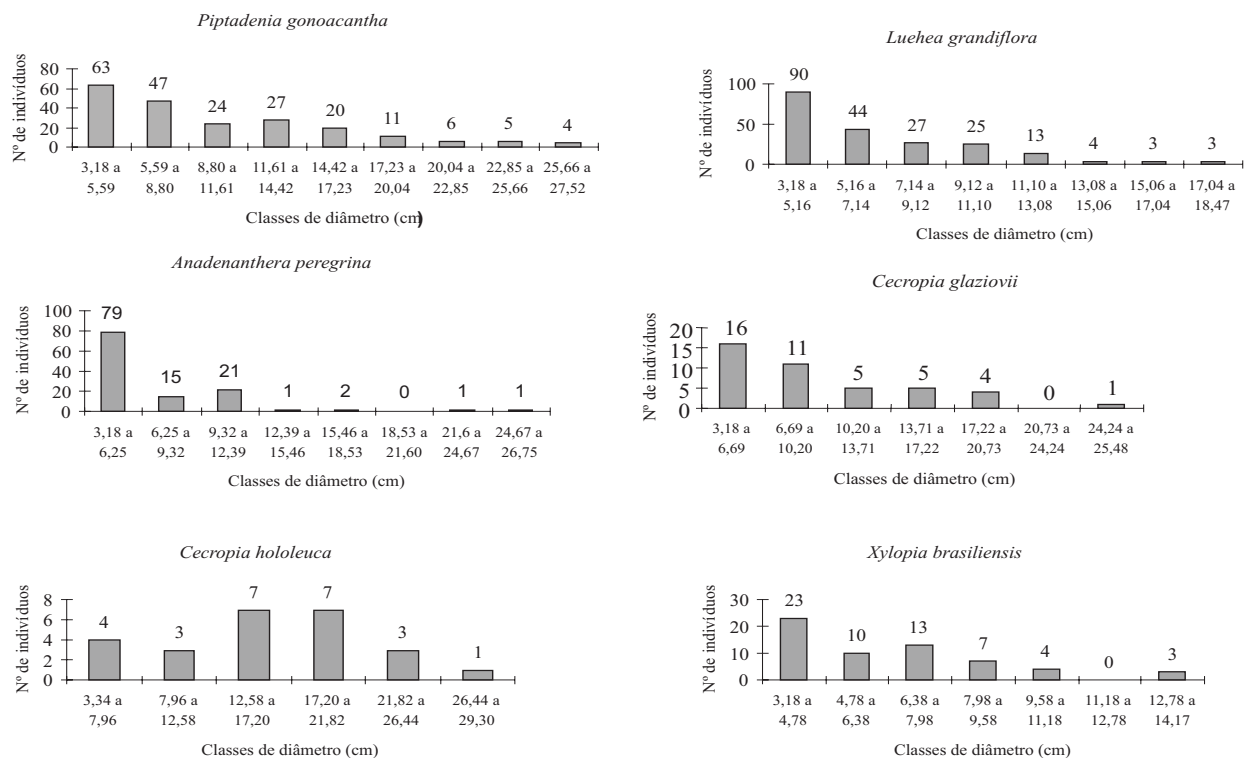 Piptadenia gonoacantha
Nº de indivíduos
80
60
40
20
0
63 47 24 27 20 11 6 5 4
3,18 a 5,59 a 8,80 a 11,61 a 14,42 a 17,23 a 20,04 a 22,85 a 25,66 a
5,59 8,80 11,61 14,42 17,23 20,04 22,85 25,66 27,52
Classes de diâmetro (cm)
Luehea grandiflora
Nº de indivíduos
100
50
0
90 44 27 25 13 4 3 3
3,18 a 5,16 a 7,14 a 9,12 a 11,10 a 13,08 a 15,06 a 17,04 a
5,16 7,14 9,12 11,10 13,08 15,06 17,04 18,47
Classes de diâmetro (cm)
Anadenanthera peregrina
Nº de indivíduos
100
80
60
40
20
0
79 15 21 1 2 0 1 1
3,18 a 6,25 a 9,32 a 12,39 a 15,46 a 18,53 a 21,6 a 24,67 a
6,25 9,32 12,39 15,46 18,53 21,60 24,67 26,75
Classes de diâmetro (cm)
Cecropia glaziovii
Nº de indivíduos
20
15
10
5
0
16 11 5 5 4 0 1
3,18 a 6,69 a 10,20 a 13,71 a 17,22 a 20,73 a 24,24 a
6,69 10,20 13,71 17,22 20,73 24,24 25,48
Classes de diâmetro (cm)
Cecropia hololeuca
Nº de indivíduos
8
6
4
2
0
4 3 7 7 3 1
3,34 a 7,96 a 12,58 a 17,20 a 21,82 a 26,44 a
7,96 12,58 17,20 21,82 26,44 29,30
Classes de diâmetro (cm)
Xylopia brasiliensis
Nº de indivíduos
30
20
10
0
23 10 13 7 4 0 3
3,18 a 4,78 a 6,38 a 7,98 a 9,58 a 11,18 a 12,78 a
4,78 6,38 7,98 9,58 11,18 12,78 14,17
Classes de diâmetro (cm)